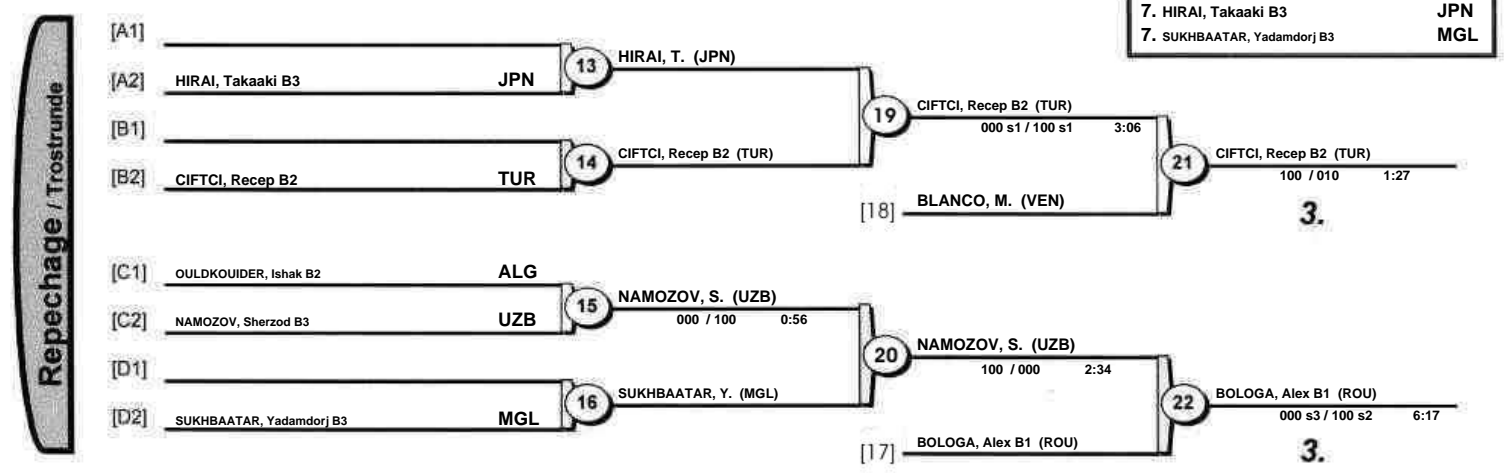 7. HIRAI, Takaaki B3 JPN
7. SUKHBAATAR, Yadamdorj B3 MGL
Repechage / Trostrunde
[A1]
[A2] HIRAI, Takaaki B3 JPN
13 HIRAI, T. (JPN)
[B1]
[B2] CIFTCI, Recep B2 TUR
14 CIFTCI, Recep B2 (TUR)
19 CIFTCI, Recep B2 (TUR)
000 s1 / 100 s1 3:06
[18] BLANCO, M. (VEN)
21 CIFTCI, Recep B2 (TUR)
100 / 010 1:27
3.
[C1] OULDKOUIDER, Ishak B2 ALG
[C2] NAMOZOV, Sherzod B3 UZB
15 NAMOZOV, S. (UZB)
000 / 100 0:56
[D1]
[D2] SUKHBAATAR, Yadamdorj B3 MGL
16 SUKHBAATAR, Y. (MGL)
20 NAMOZOV, S. (UZB)
100 / 000 2:34
[17] BOLOGA, Alex B1 (ROU)
22 BOLOGA, Alex B1 (ROU)
000 s3 / 100 s2 6:17
3.